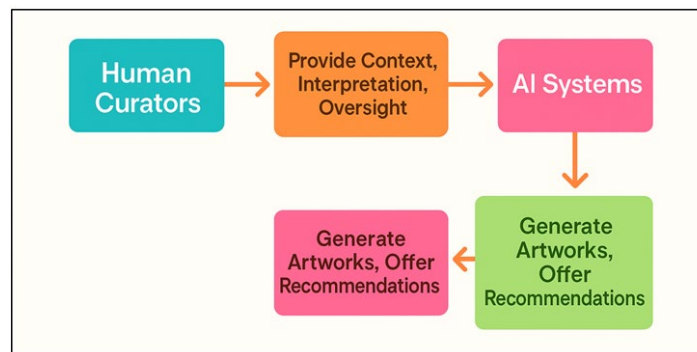 Human
Curators
Provide Context,
Interpretation,
Oversight
AI Systems
Generate
Artworks,
Offer
Recommendations
Generate
Artworks, Offer
Recommendations